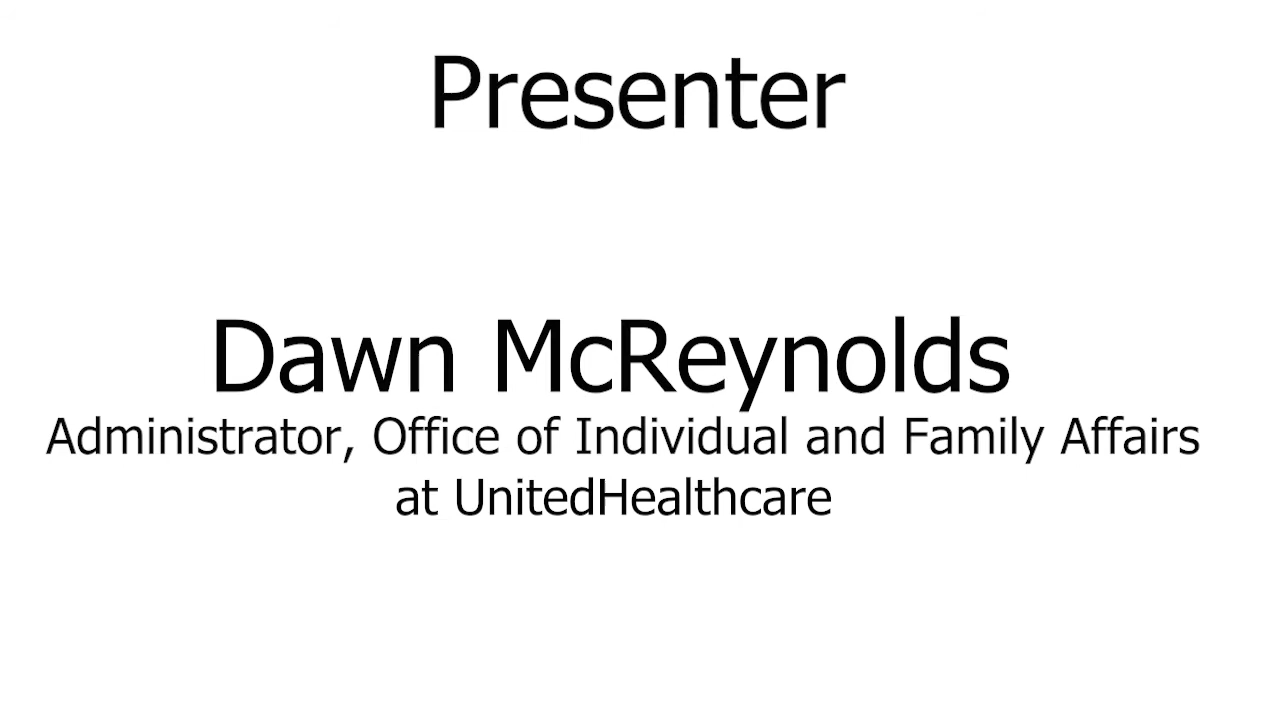 Presenter
Dawn McReynolds
Administrator, Office of Individual and Family Affairs
at UnitedHealthcare